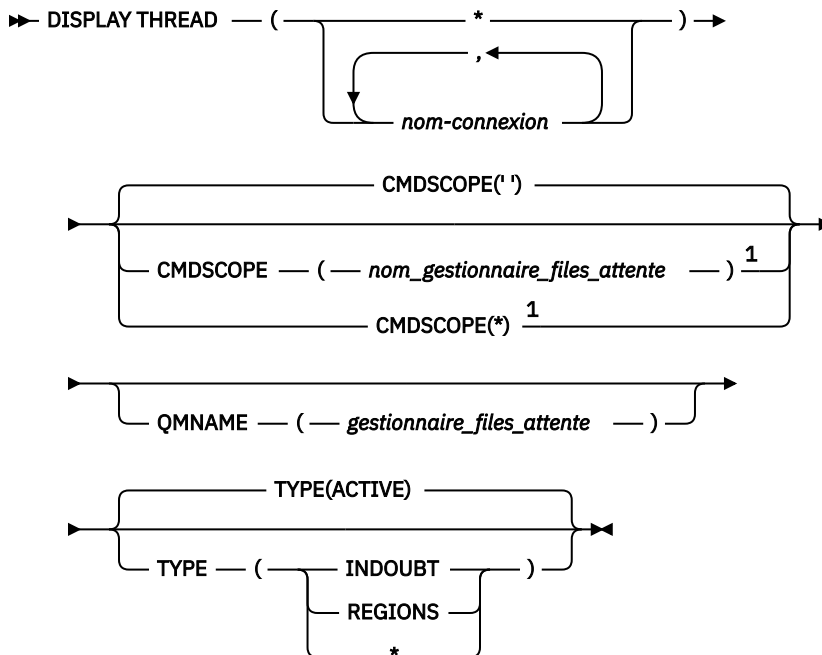 DISPLAY THREAD ( * )
,
nom-connexion
CMDSCOPE(' ')
CMDSCOPE ( nom_gestionnaire_files_attente ) 1
CMDSCOPE(*) 1
QMNAME ( gestionnaire_files_attente )
TYPE(ACTIVE)
TYPE ( INDOUBT )
REGIONS
*